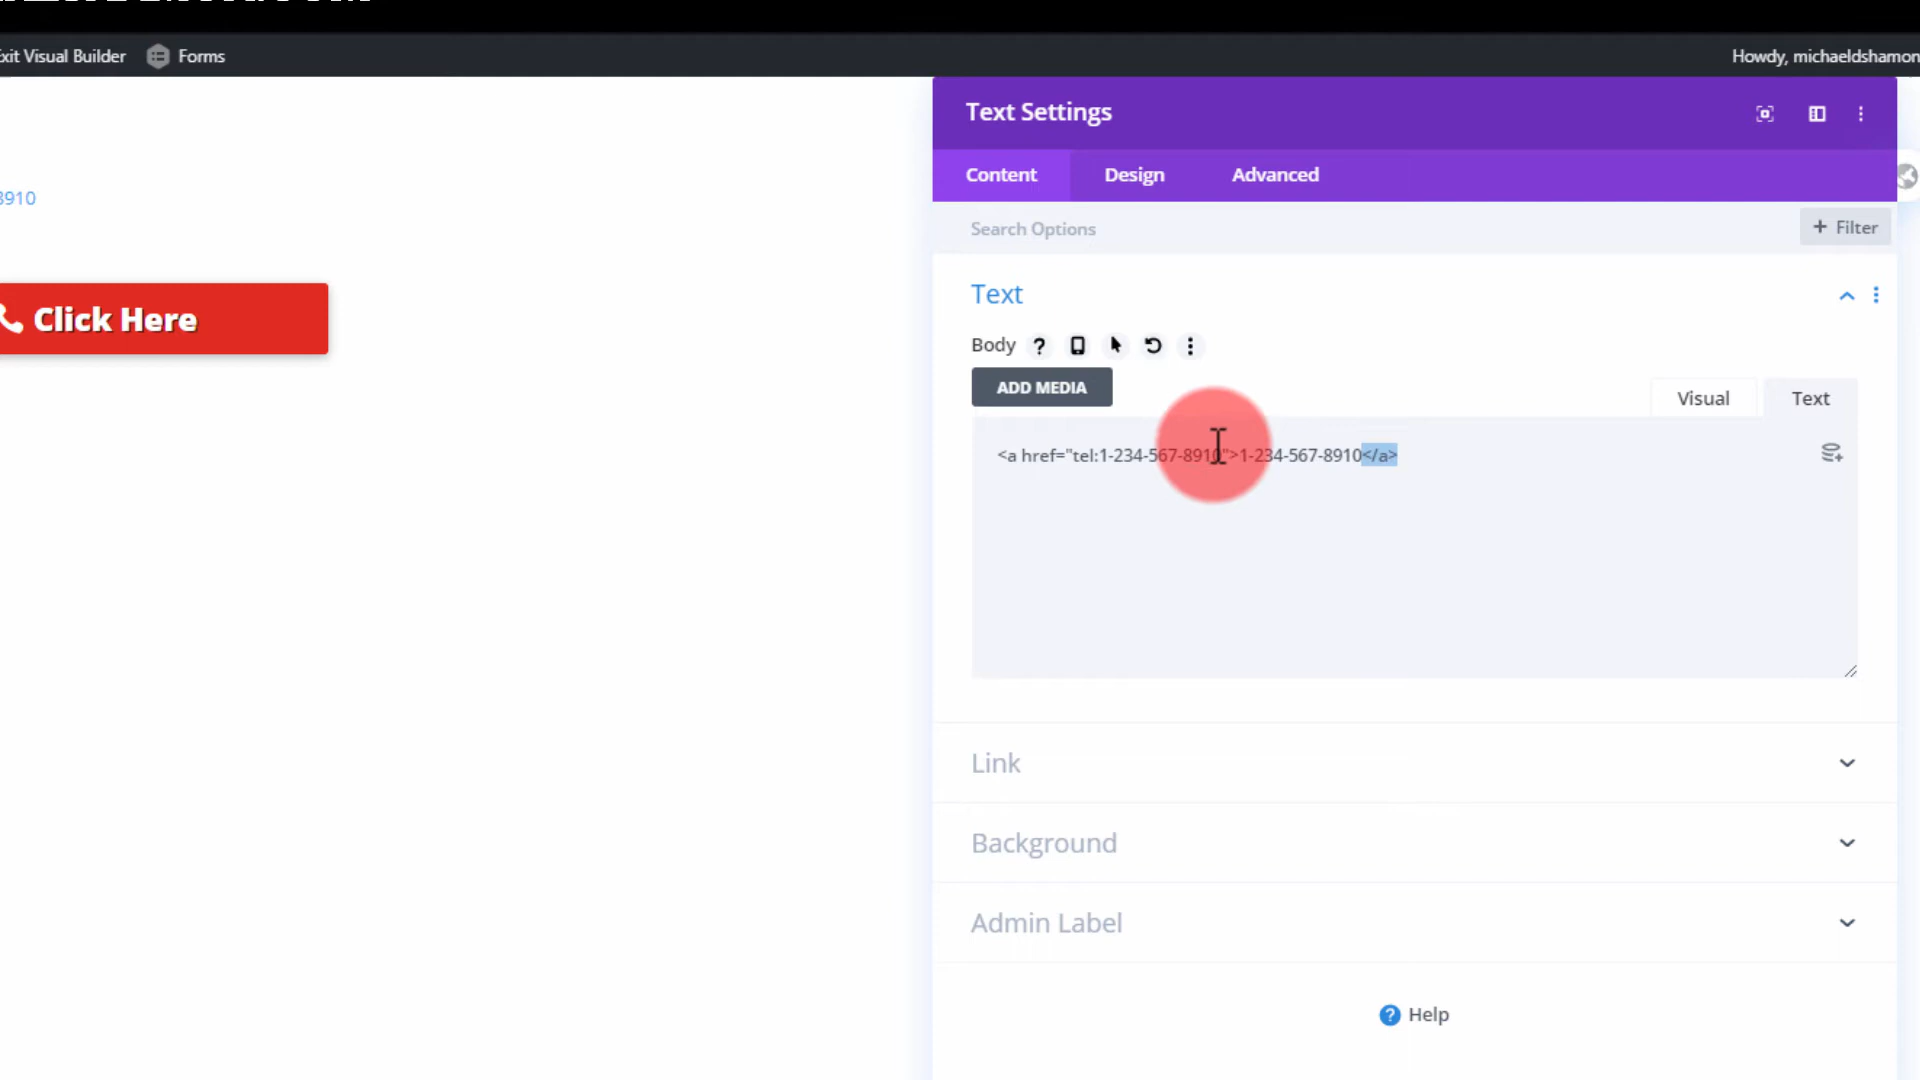 xit Visual Builder Forms Howdy, michaeldshamon
Text Settings
Content Design Advanced
8910
Search Options + Filter
Text
Click Here
Body ?
ADD MEDIA
Visual Text
<a href="tel:1-234-567-8910">1-234-567-8910</a>
Link
Background
Admin Label
? Help